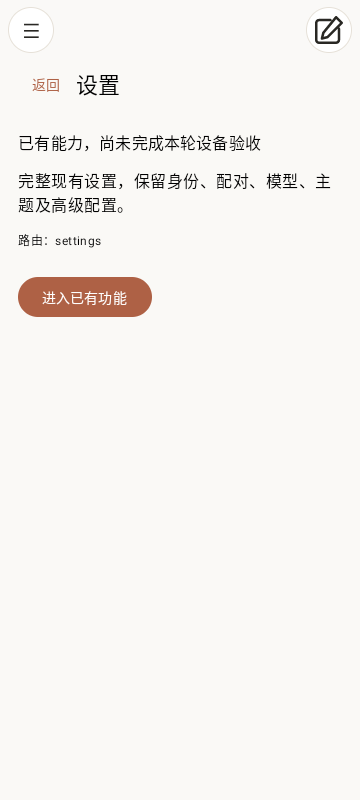 返回 设置
已有能力，尚未完成本轮设备验收
完整现有设置，保留身份、配对、模型、主
题及高级配置。
路由：settings
进入已有功能